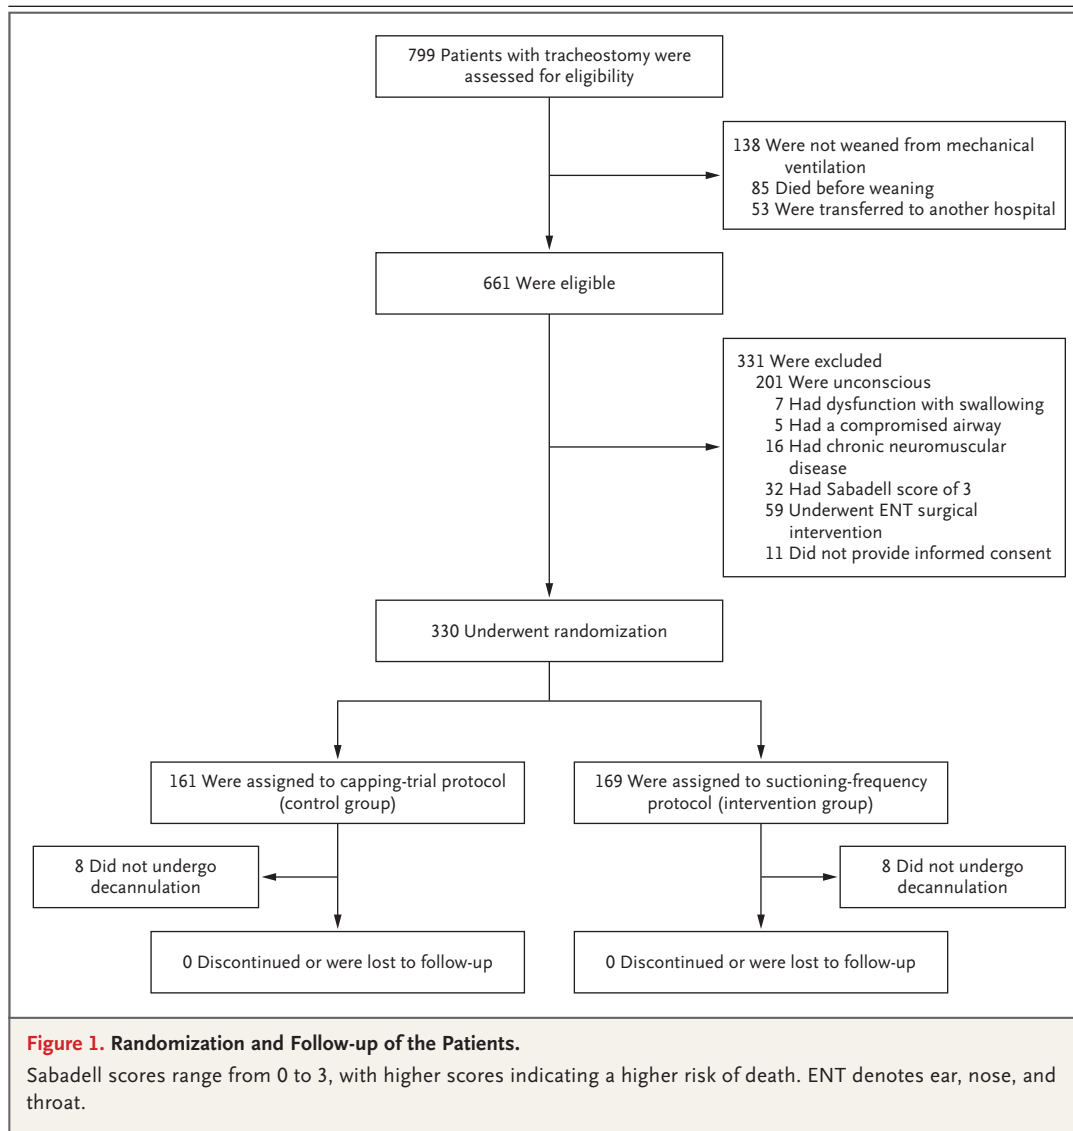 799 Patients with tracheostomy were
assessed for eligibility
138 Were not weaned from mechanical
ventilation
85 Died before weaning
53 Were transferred to another hospital
661 Were eligible
331 Were excluded
201 Were unconscious
7 Had dysfunction with swallowing
5 Had a compromised airway
16 Had chronic neuromuscular
disease
32 Had Sabadell score of 3
59 Underwent ENT surgical
intervention
11 Did not provide informed consent
330 Underwent randomization
161 Were assigned to capping-trial protocol
(control group)
169 Were assigned to suctioning-frequency
protocol (intervention group)
8 Did not undergo
decannulation
8 Did not undergo
decannulation
0 Discontinued or were lost to follow-up
0 Discontinued or were lost to follow-up
Figure 1. Randomization and Follow-up of the Patients.
Sabadell scores range from 0 to 3, with higher scores indicating a higher risk of death. ENT denotes ear, nose, and
throat.